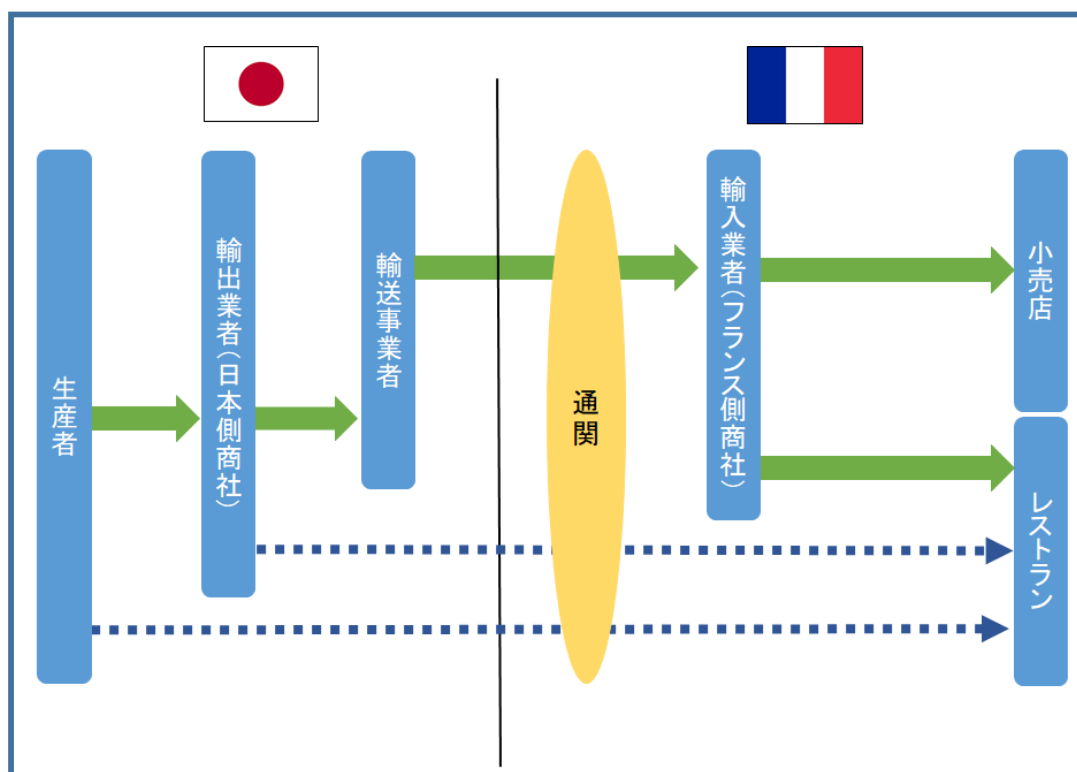 生産者
輸出業者(日本側商社)
輸送事業者
通関
輸入業者(フランス側商社)
小売店
レストラン